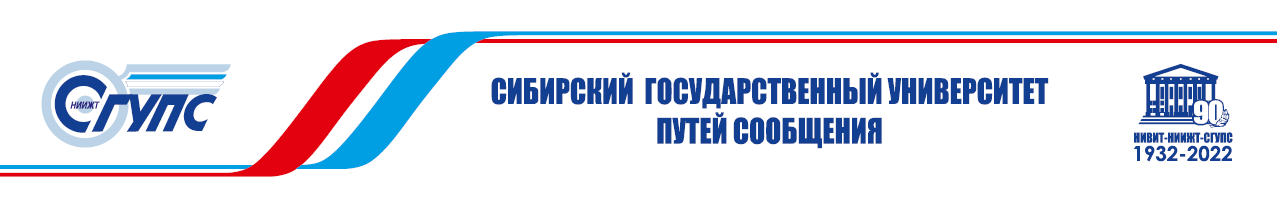 НИИЖТ
СГУПС
СИБИРСКИЙ ГОСУДАРСТВЕННЫЙ УНИВЕРСИТЕТ
ПУТЕЙ СООБЩЕНИЯ
90
НИВИТ-НИИЖТ-СГУПС
1932-2022